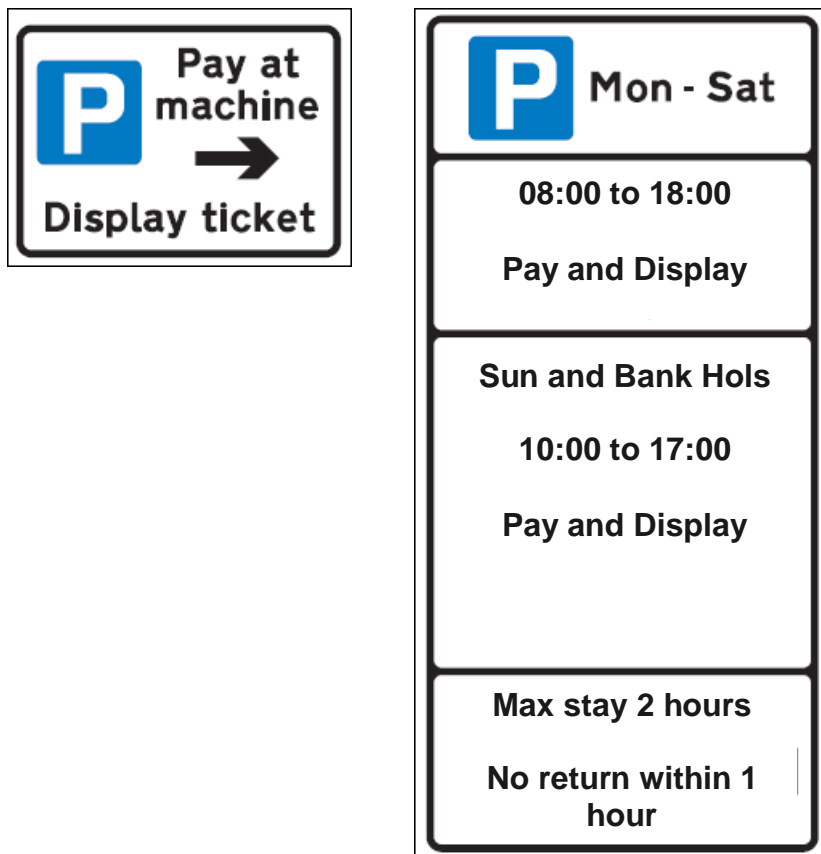 P
Pay at
machine
Display ticket
P Mon - Sat
08:00 to 18:00
Pay and Display
Sun and Bank Hols
10:00 to 17:00
Pay and Display
Max stay 2 hours
No return within 1
hour